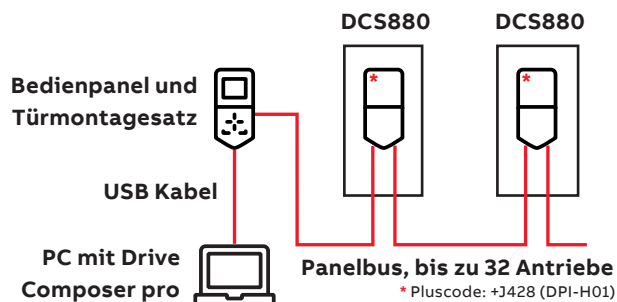 DCS880
DCS880
*
*
Bedienpanel und
Türmontagesatz
USB Kabel
PC mit Drive
Composer pro
Panelbus, bis zu 32 Antriebe
* Pluscode: +J428 (DPI-H01)